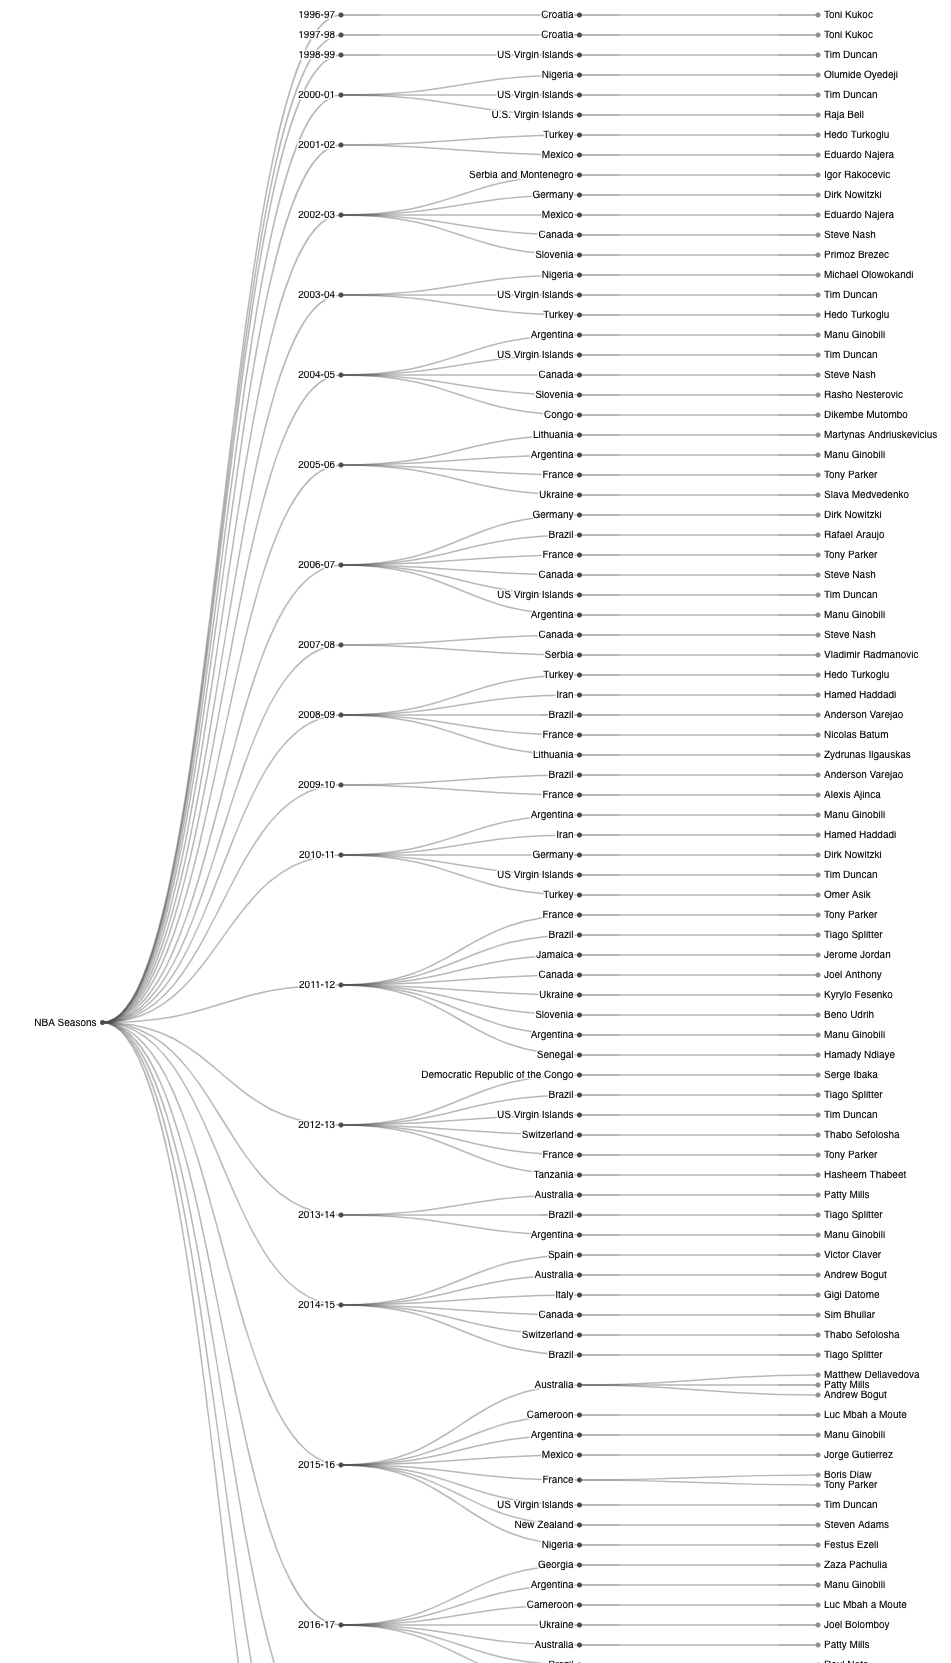 1996-97 Croatia Toni Kukoc
1997-98 Croatia Toni Kukoc
1998-99 US Virgin Islands Tim Duncan
Nigeria Olumide Oyedeji
2000-01 US Virgin Islands Tim Duncan
U.S. Virgin Islands Raja Bell
Turkey Hedo Turkoglu
2001-02
Mexico Eduardo Najera
Serbia and Montenegro Igor Rakocevic
Germany Dirk Nowitzki
2002-03 Mexico Eduardo Najera
Canada Steve Nash
Slovenia Primoz Brezec
Nigeria Michael Olowokandi
2003-04 US Virgin Islands Tim Duncan
Turkey Hedo Turkoglu
Argentina Manu Ginobili
US Virgin Islands Tim Duncan
2004-05 Canada Steve Nash
Slovenia Rasho Nesterovic
Congo Dikembe Mutombo
Lithuania Martynas Andriuskevicius
Argentina Manu Ginobili
2005-06
France Tony Parker
Ukraine Slava Medvedenko
Germany Dirk Nowitzki
Brazil Rafael Araujo
France Tony Parker
2006-07
Canada Steve Nash
US Virgin Islands Tim Duncan
Argentina Manu Ginobili
Canada Steve Nash
2007-08
Serbia Vladimir Radmanovic
Turkey Hedo Turkoglu
Iran Hamed Haddadi
2008-09 Brazil Anderson Varejao
France Nicolas Batum
Lithuania Zydrunas Ilgauskas
Brazil Anderson Varejao
2009-10
France Alexis Ajinca
Argentina Manu Ginobili
Iran Hamed Haddadi
2010-11 Germany Dirk Nowitzki
US Virgin Islands Tim Duncan
Turkey Omer Asik
France Tony Parker
Brazil Tiago Splitter
Jamaica Jerome Jordan
Canada Joel Anthony
2011-12
Ukraine Kyrylo Fesenko
Slovenia Beno Udrih
NBA Seasons
Argentina Manu Ginobili
Senegal Hamady Ndiaye
Democratic Republic of the Congo Serge Ibaka
Brazil Tiago Splitter
US Virgin Islands Tim Duncan
2012-13
Switzerland Thabo Sefolosha
France Tony Parker
Tanzania Hasheem Thabeet
Australia Patty Mills
2013-14 Brazil Tiago Splitter
Argentina Manu Ginobili
Spain Victor Claver
Australia Andrew Bogut
Italy Gigi Datome
2014-15
Canada Sim Bhullar
Switzerland Thabo Sefolosha
Brazil Tiago Splitter
Matthew Dellavedova
Australia Patty Mills
Andrew Bogut
Cameroon Luc Mbah a Moute
Argentina Manu Ginobili
Mexico Jorge Gutierrez
2015-16
Boris Diaw
France
Tony Parker
US Virgin Islands Tim Duncan
New Zealand Steven Adams
Nigeria Festus Ezeli
Georgia Zaza Pachulia
Argentina Manu Ginobili
Cameroon Luc Mbah a Moute
2016-17 Ukraine Joel Bolomboy
Australia Patty Mills